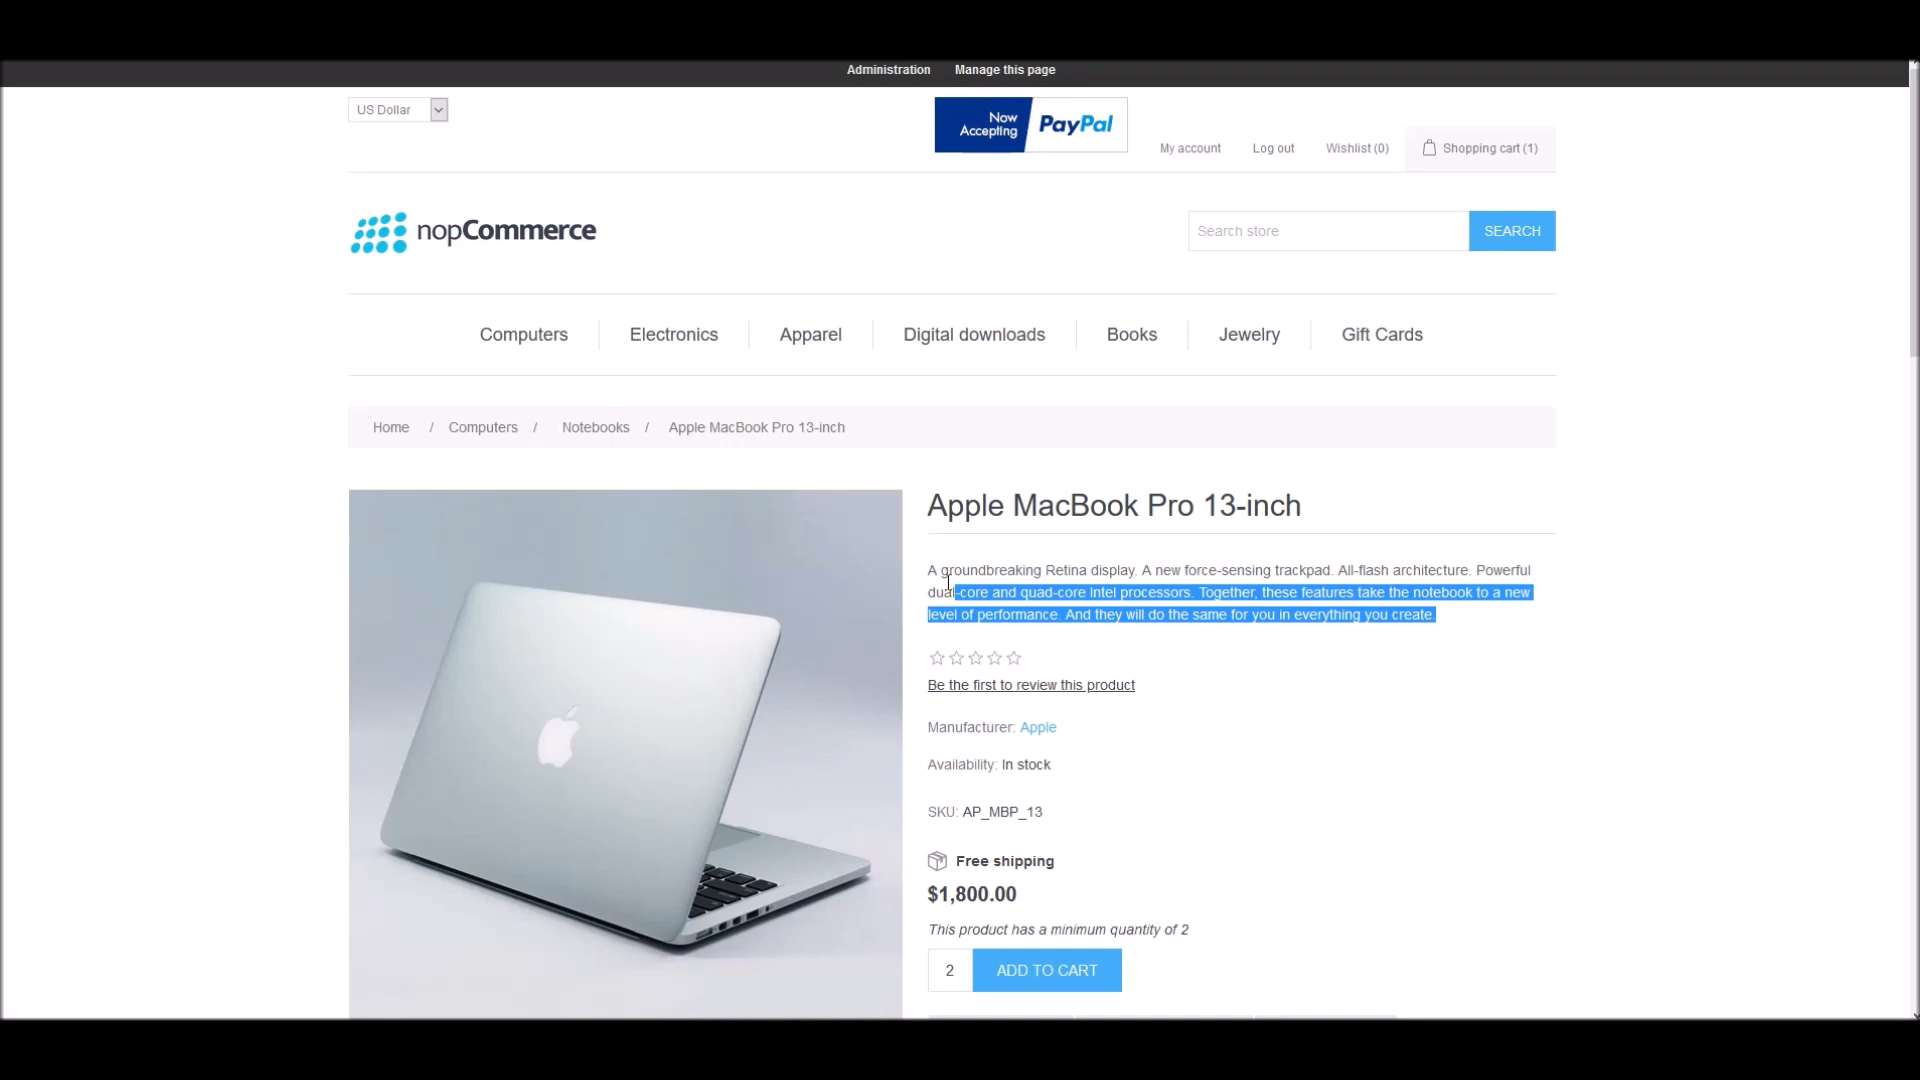 Administration Manage this page
US Dollar
Now Accepting PayPal
My account Log out Wishlist (0) Shopping cart (1)
nopCommerce
Search store SEARCH
Computers Electronics Apparel Digital downloads Books Jewelry Gift Cards
Home / Computers / Notebooks / Apple MacBook Pro 13-inch
Apple MacBook Pro 13-inch
A groundbreaking Retina display. A new force-sensing trackpad. All-flash architecture. Powerful
dual-core and quad-core Intel processors. Together, these features take the notebook to a new
level of performance. And they will do the same for you in everything you create.
Be the first to review this product
Manufacturer: Apple
Availability: In stock
SKU: AP_MBP_13
Free shipping
$1,800.00
This product has a minimum quantity of 2
2 ADD TO CART